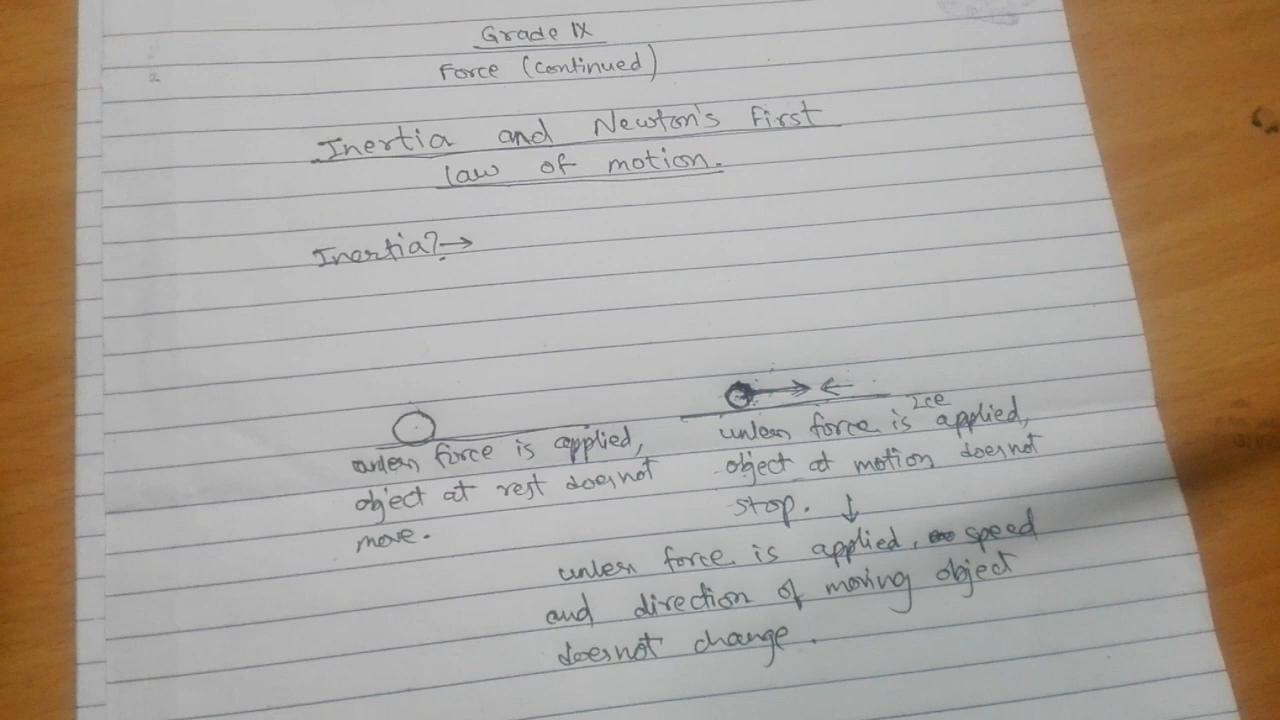 Grade IX
Force (continued)
Inertia and Newton's First
law of motion.
Inertia? →
unless force is applied,
object at rest doesnot
move.
Ice
unless force is applied,
object at motion doesnot
stop. ↓
unless force is applied, speed
and direction of moving object
doesnot change.